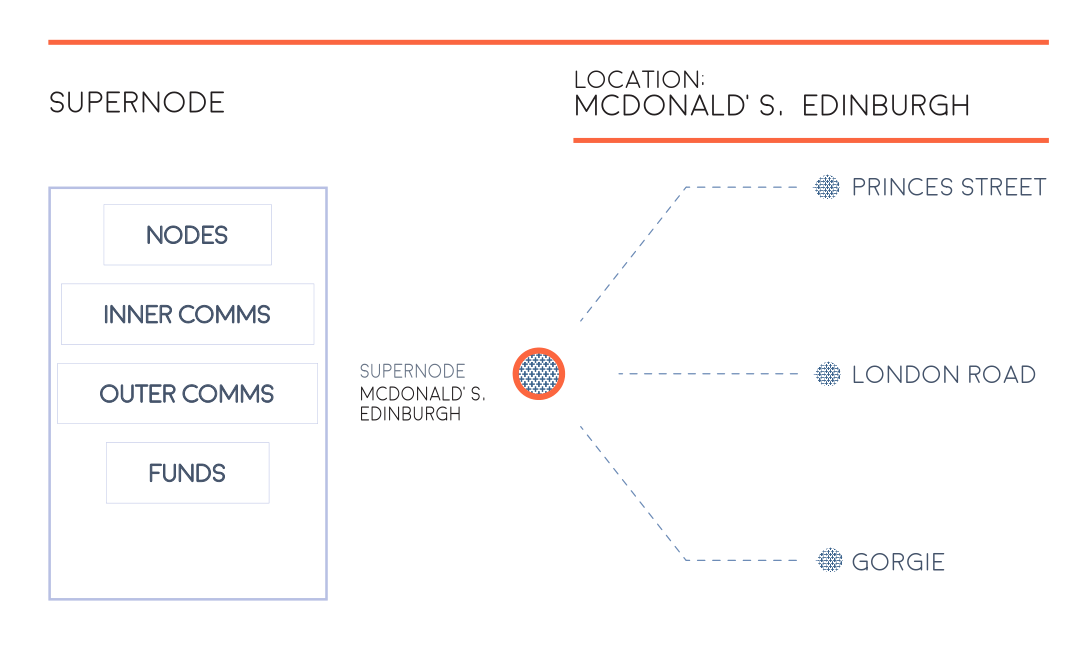 SUPERNODE
LOCATION:
MCDONALD' S. EDINBURGH
NODES
INNER COMMS
OUTER COMMS
FUNDS
SUPERNODE
MCDONALD' S.
EDINBURGH
PRINCES STREET
LONDON ROAD
GORGIE